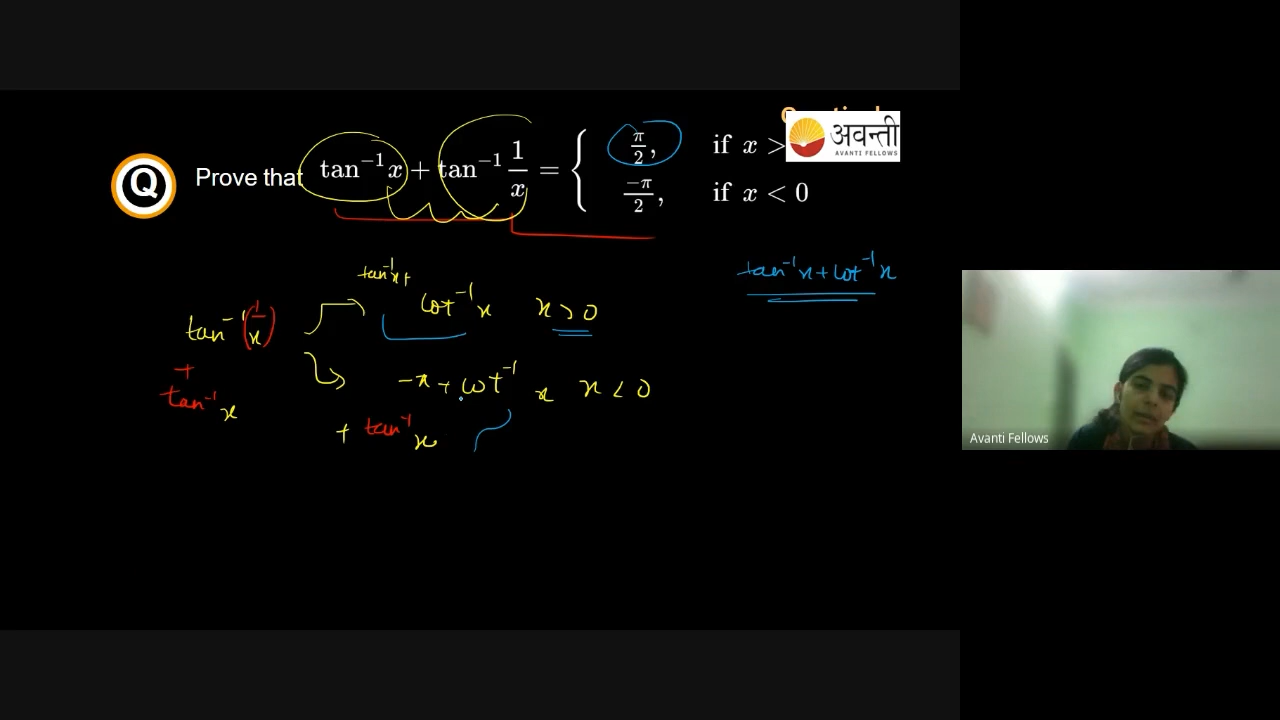 Q Prove that tan⁻¹x + tan⁻¹ 1/x = { π/2, if x >
-π/2, if x < 0
अवन्ती
AVANTI FELLOWS
tan⁻¹x + cot⁻¹x
tan⁻¹x+
cot⁻¹x x > 0
tan⁻¹(1/x)
+
tan⁻¹x
-π + cot⁻¹ x x < 0
+ tan⁻¹x
Avanti Fellows